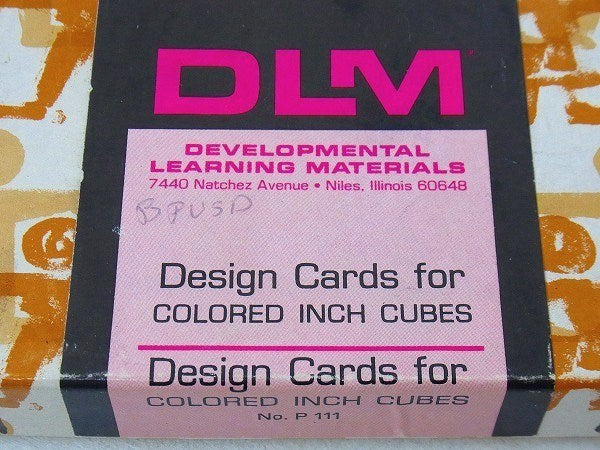 DLM
DEVELOPMENTAL
LEARNING MATERIALS
7440 Natchez Avenue • Niles, Illinois 60648
BPUSD
Design Cards for
COLORED INCH CUBES
Design Cards for
COLORED INCH CUBES
No. P 111